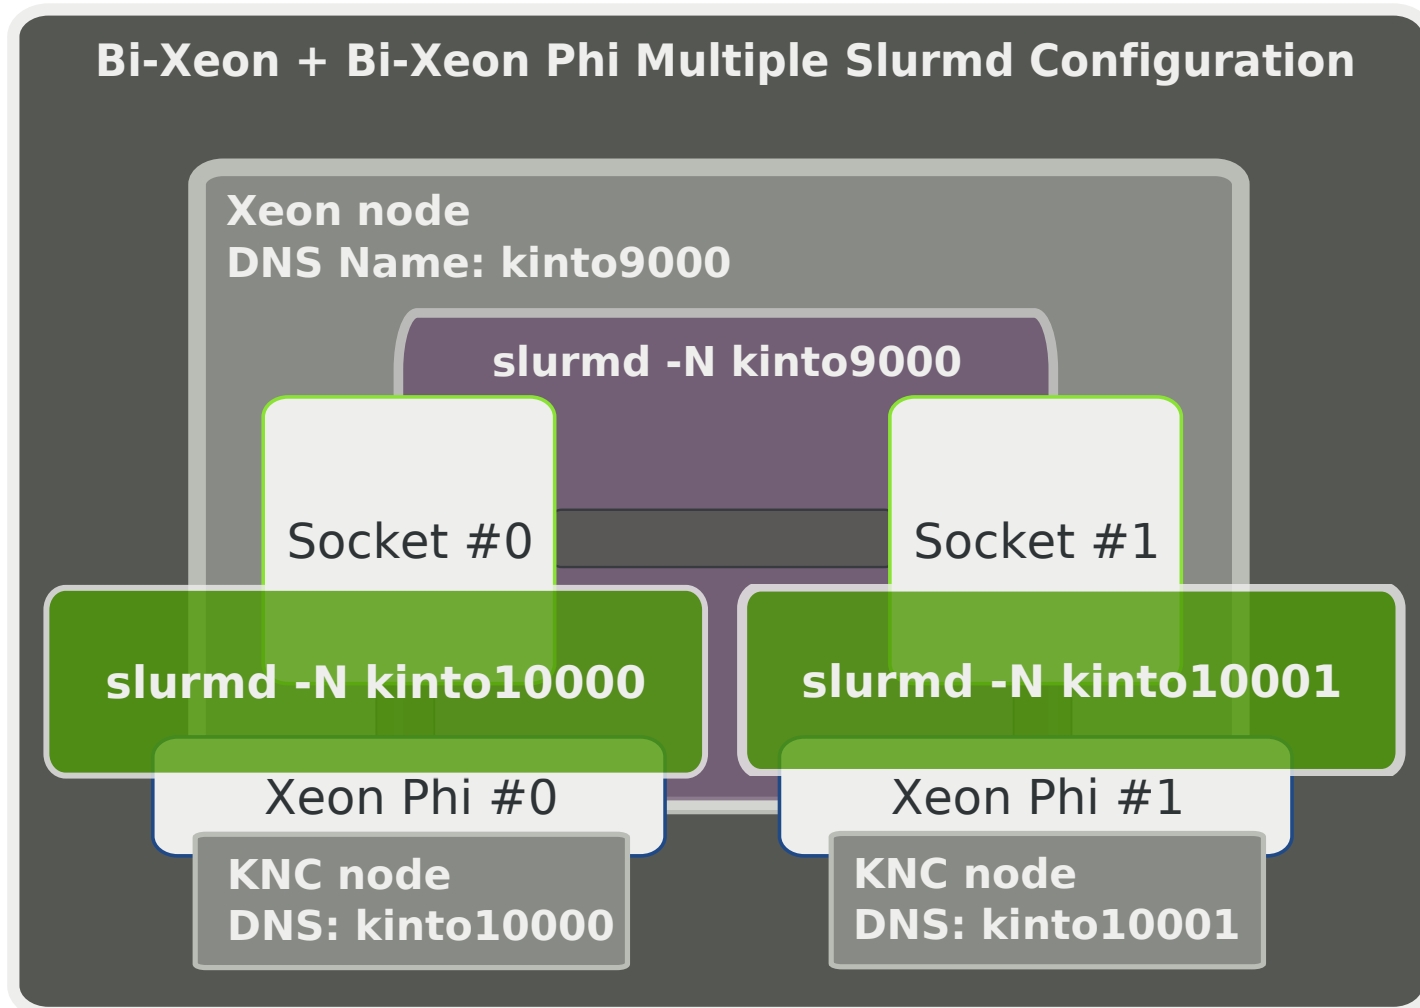 Bi-Xeon + Bi-Xeon Phi Multiple Slurmd Configuration
Xeon node
DNS Name: kinto9000
slurmd -N kinto9000
Socket #0
Socket #1
slurmd -N kinto10000
slurmd -N kinto10001
Xeon Phi #0
Xeon Phi #1
KNC node
DNS: kinto10000
KNC node
DNS: kinto10001